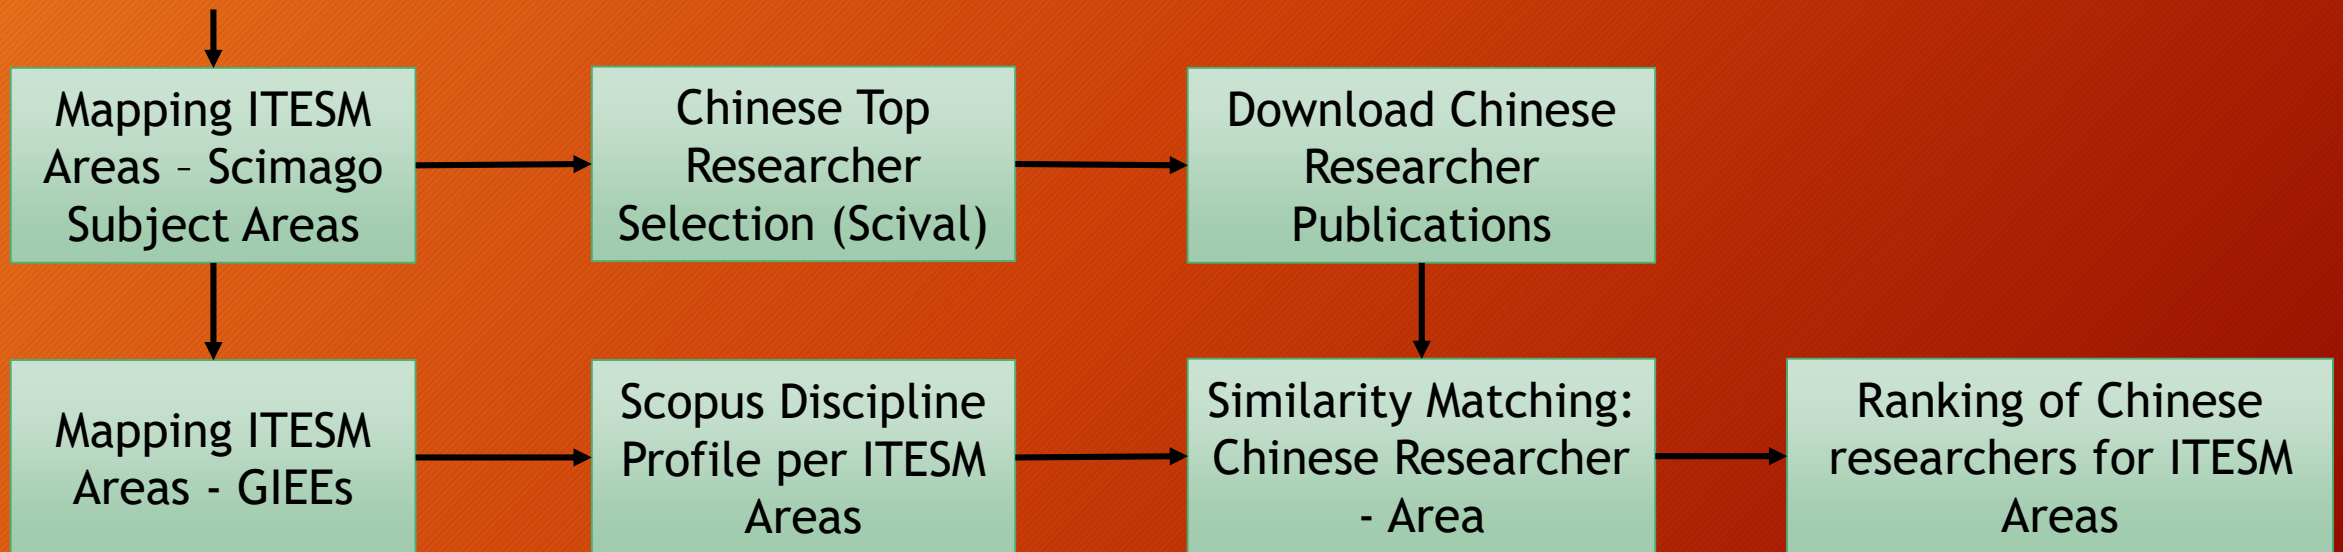 Mapping ITESM
Areas – Scimago
Subject Areas
Chinese Top
Researcher
Selection (Scival)
Download Chinese
Researcher
Publications
Mapping ITESM
Areas - GIEEs
Scopus Discipline
Profile per ITESM
Areas
Similarity Matching:
Chinese Researcher
- Area
Ranking of Chinese
researchers for ITESM
Areas